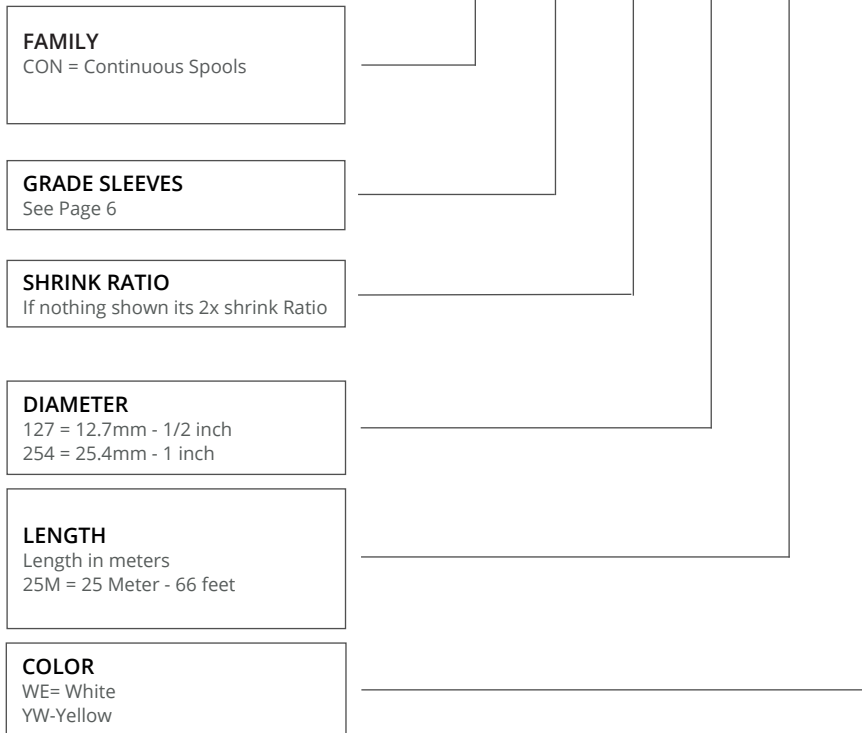 FAMILY
CON = Continuous Spools
GRADE SLEEVES
See Page 6
SHRINK RATIO
If nothing shown its 2x shrink Ratio
DIAMETER
127 = 12.7mm - 1/2 inch
254 = 25.4mm - 1 inch
LENGTH
Length in meters
25M = 25 Meter - 66 feet
COLOR
WE= White
YW-Yellow